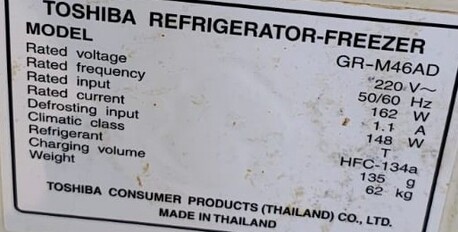 TOSHIBA REFRIGERATOR-FREEZER
MODEL GR-M46AD
Rated voltage 220 V~
Rated frequency 50/60 Hz
Rated input 162 W
Rated current 1.1 A
Defrosting input 148 W
Climatic class T
Refrigerant HFC-134a
Charging volume 135 g
Weight 62 kg
TOSHIBA CONSUMER PRODUCTS (THAILAND) CO., LTD.
MADE IN THAILAND